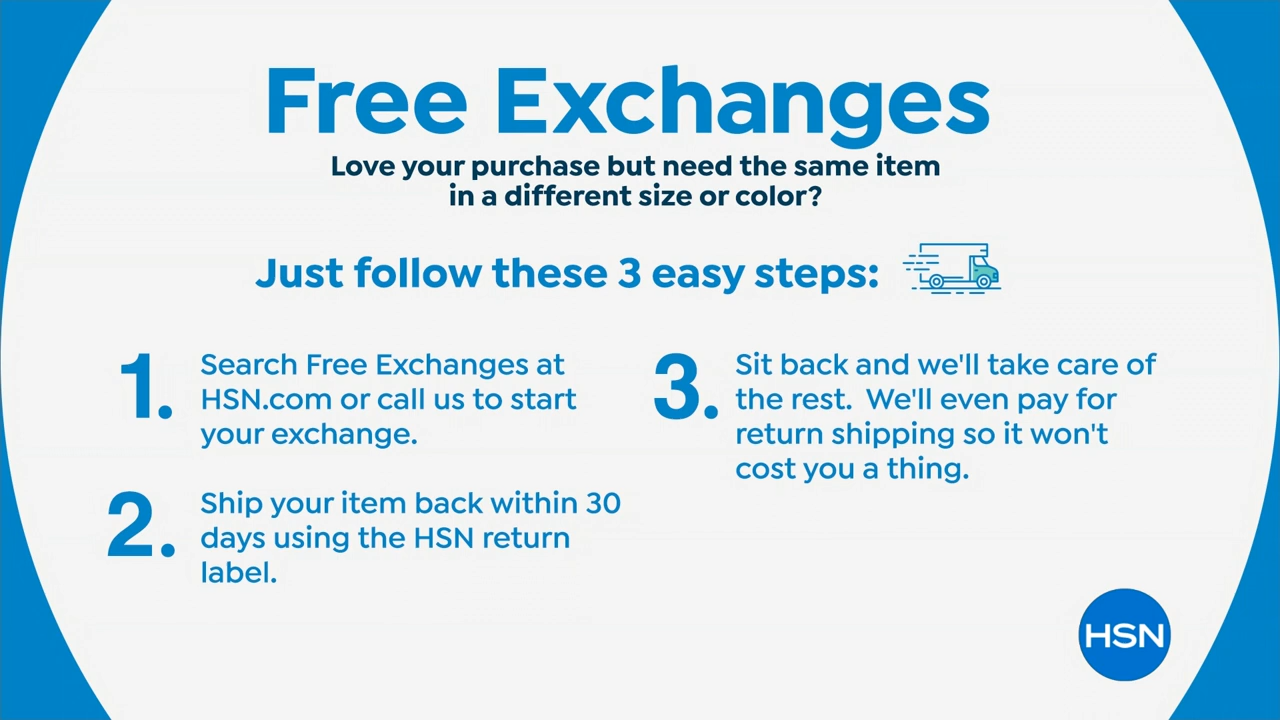 Free Exchanges
Love your purchase but need the same item
in a different size or color?
Just follow these 3 easy steps:
1. Search Free Exchanges at
HSN.com or call us to start
your exchange.
2. Ship your item back within 30
days using the HSN return
label.
3. Sit back and we'll take care of
the rest.  We'll even pay for
return shipping so it won't
cost you a thing.
HSN